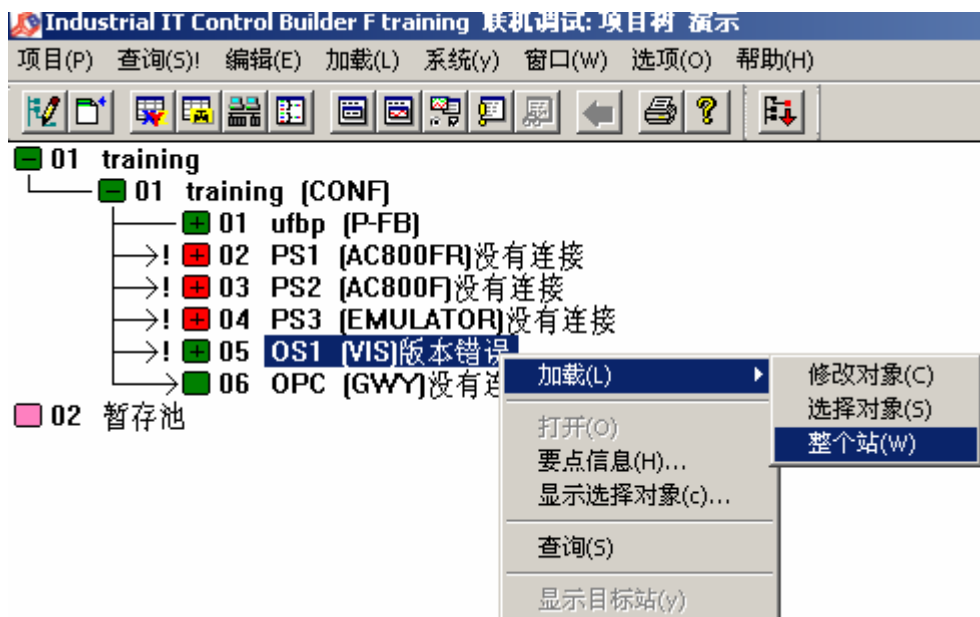 Industrial IT Control Builder F training 联机调试: 项目树 演示
项目(P) 查询(S)! 编辑(E) 加载(L) 系统(y) 窗口(W) 选项(O) 帮助(H)
01 training
01 training (CONF)
01 ufbp (P-FB)
! 02 PS1 (AC800FR)没有连接
! 03 PS2 (AC800F)没有连接
! 04 PS3 (EMULATOR)没有连接
! 05 OS1 (VIS)版本错误
06 OPC (GWY)没有
02 暂存池
加载(L)
打开(O)
要点信息(H)...
显示选择对象(c)...
查询(S)
显示目标站(y)
修改对象(C)
选择对象(S)
整个站(W)